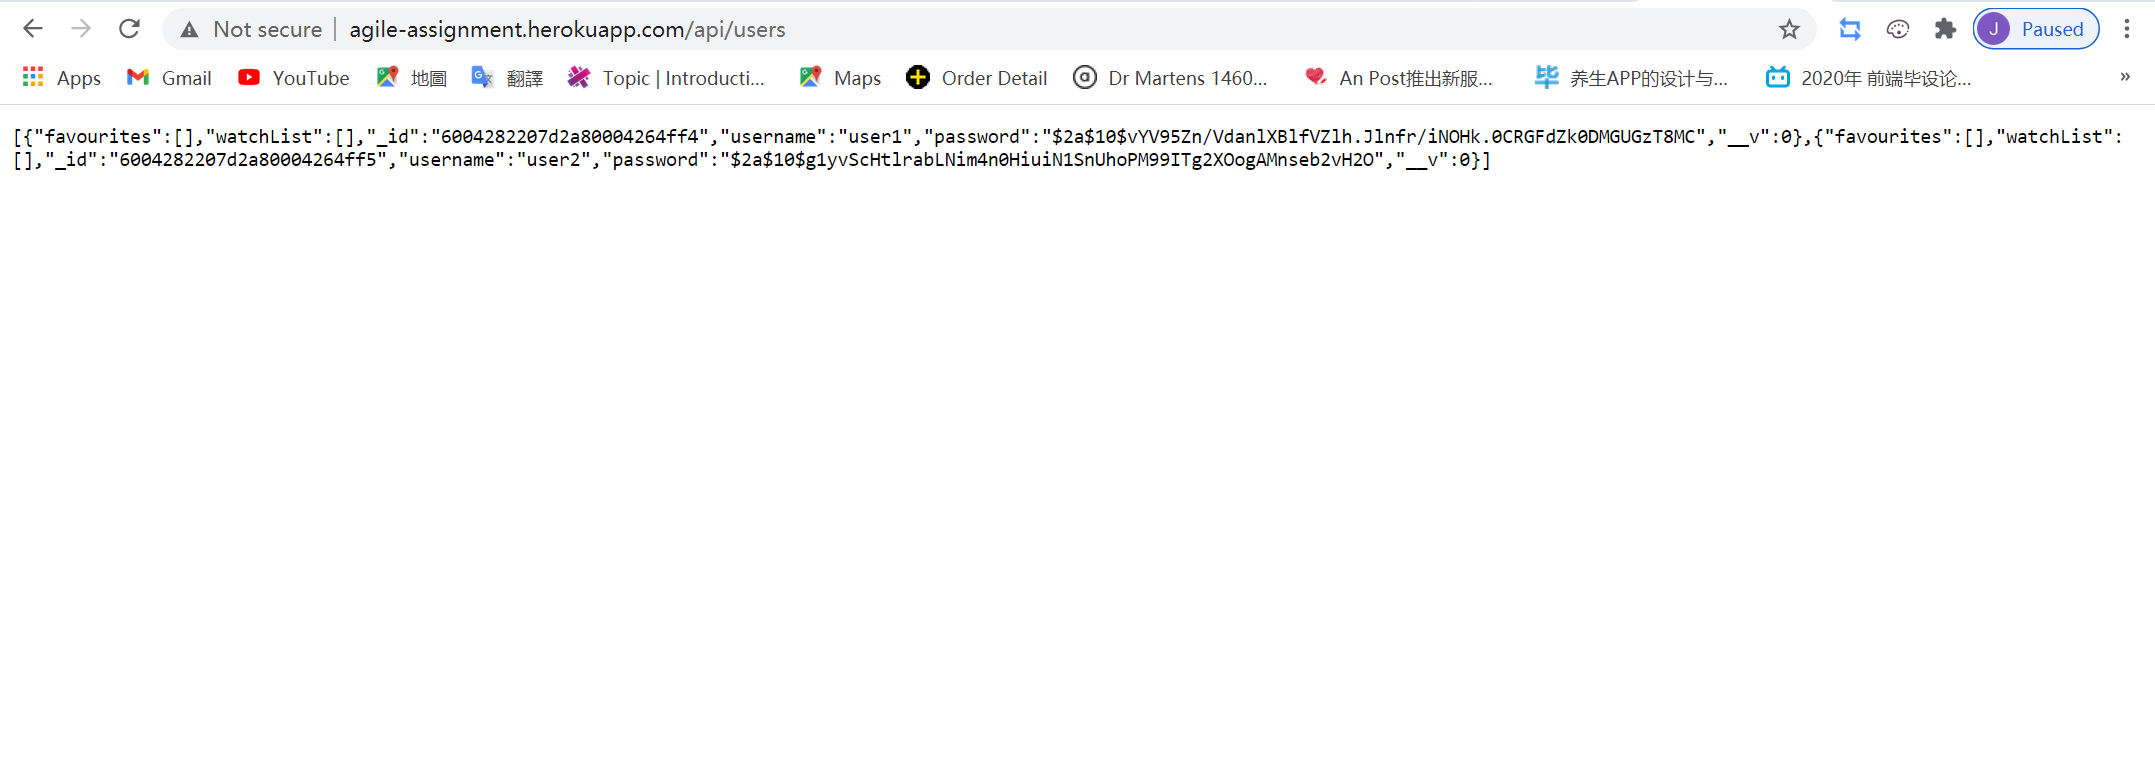 Not secure | agile-assignment.herokuapp.com/api/users J Paused
Apps Gmail YouTube 地圖 翻譯 Topic | Introducti... Maps Order Detail Dr Martens 1460... An Post推出新服... 毕 养生APP的设计与... 2020年 前端毕设论... »
[{"favourites":[],"watchList":[],"_id":"6004282207d2a80004264ff4","username":"user1","password":"$2a$10$vYV95Zn/VdanlXBlfVZlh.Jlnfr/iNOHk.0CRGFdZk0DMGUGzT8MC","__v":0},{"favourites":[],"watchList":
[],"_id":"6004282207d2a80004264ff5","username":"user2","password":"$2a$10$g1yvScHtlrabLNim4n0HiuiN1SnUhoPM99ITg2XOogAMnseb2vH2O","__v":0}]